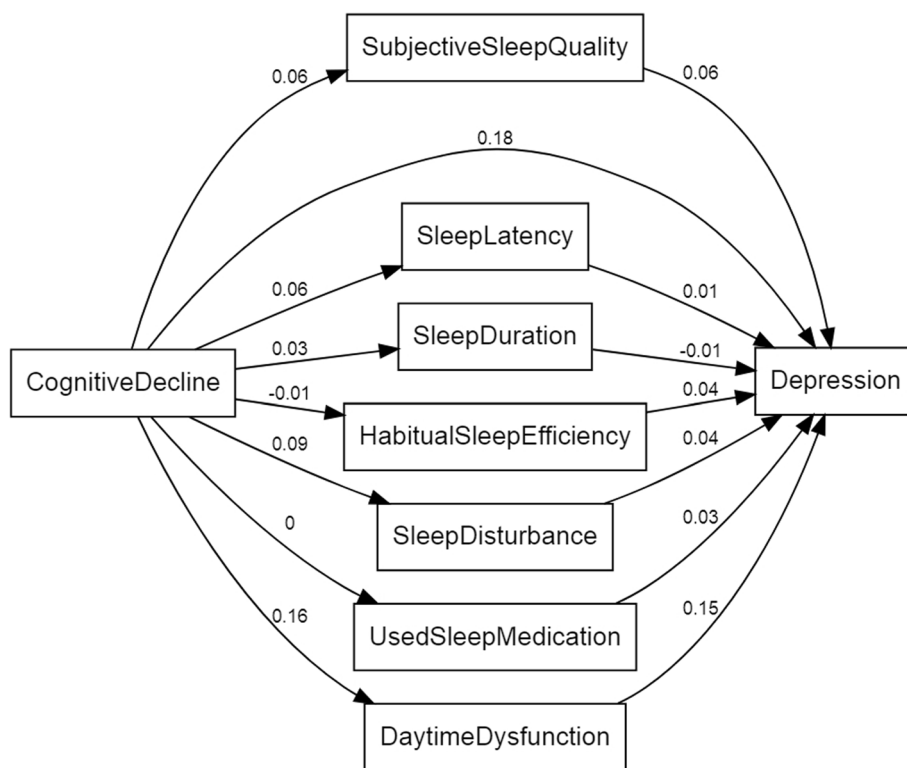 SubjectiveSleepQuality
0.06
0.06
0.18
SleepLatency
0.06
0.01
SleepDuration
0.03
-0.01
CognitiveDecline
Depression
-0.01
0.04
HabitualSleepEfficiency
0.09
0.04
SleepDisturbance
0
0.03
UsedSleepMedication
0.16
0.15
DaytimeDysfunction